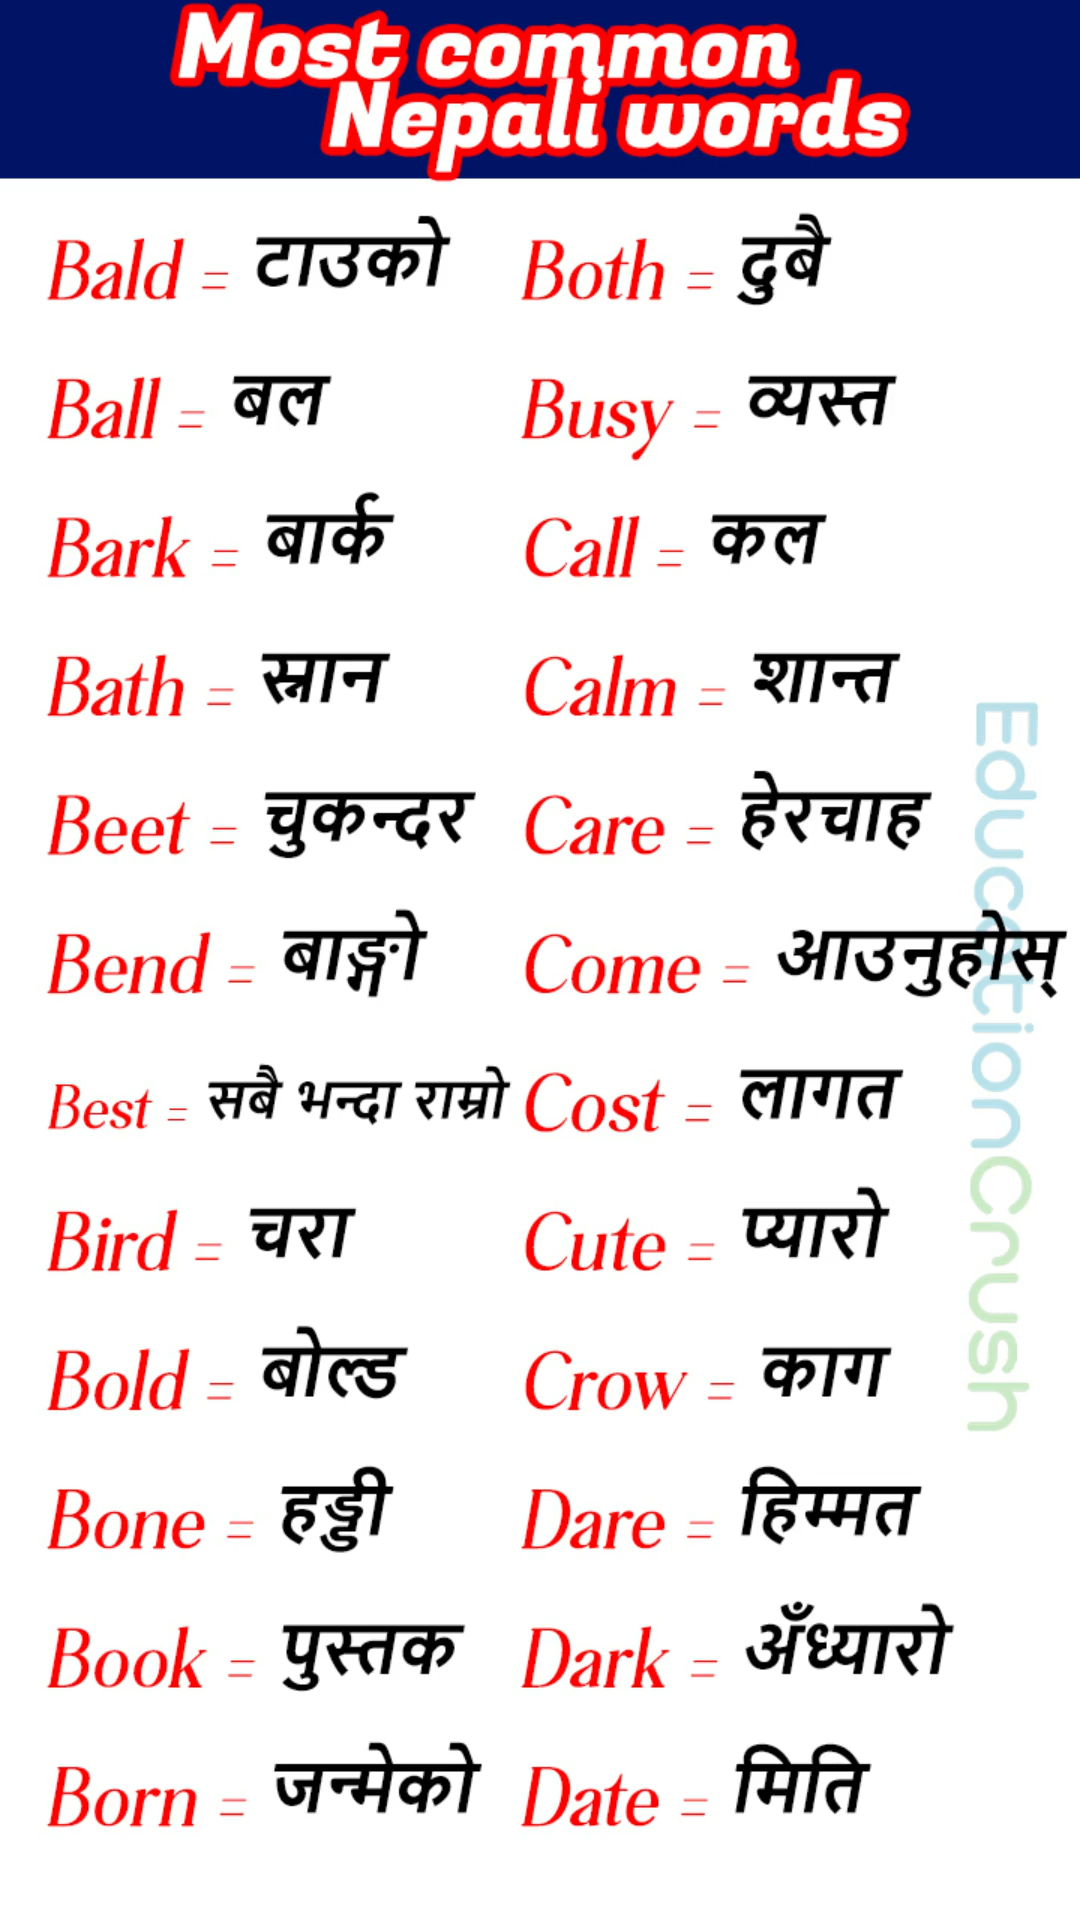 Most common
Nepali words
Bald = टाउको
Ball = बल
Bark = बार्क
Bath = स्नान
Beet = चुकन्दर
Bend = बाङ्गो
Best = सबै भन्दा राम्रो
Bird = चरा
Bold = बोल्ड
Bone = हड्डी
Book = पुस्तक
Born = जन्मेको
Both = दुबै
Busy = व्यस्त
Call = कल
Calm = शान्त
Care = हेरचाह
Come = आउनुहोस्
Cost = लागत
Cute = प्यारो
Crow = काग
Dare = हिम्मत
Dark = अँध्यारो
Date = मिति
EducationCrush